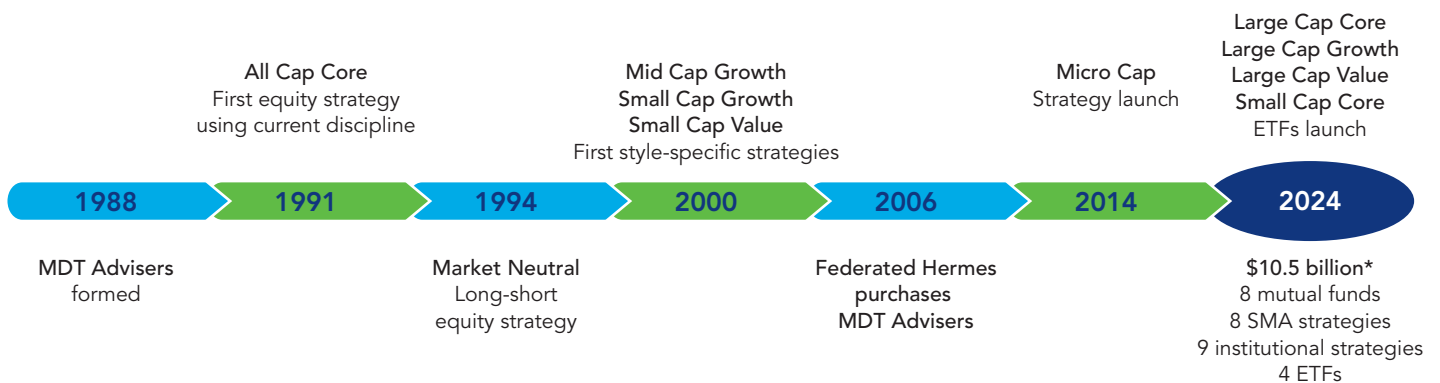 All Cap Core
First equity strategy
using current discipline
Mid Cap Growth
Small Cap Growth
Small Cap Value
First style-specific strategies
Micro Cap
Strategy launch
Large Cap Core
Large Cap Growth
Large Cap Value
Small Cap Core
ETFs launch
1988
1991
1994
2000
2006
2014
2024
MDT Advisers
formed
Market Neutral
Long-short
equity strategy
Federated Hermes
purchases
MDT Advisers
$10.5 billion*
8 mutual funds
8 SMA strategies
9 institutional strategies
4 ETFs